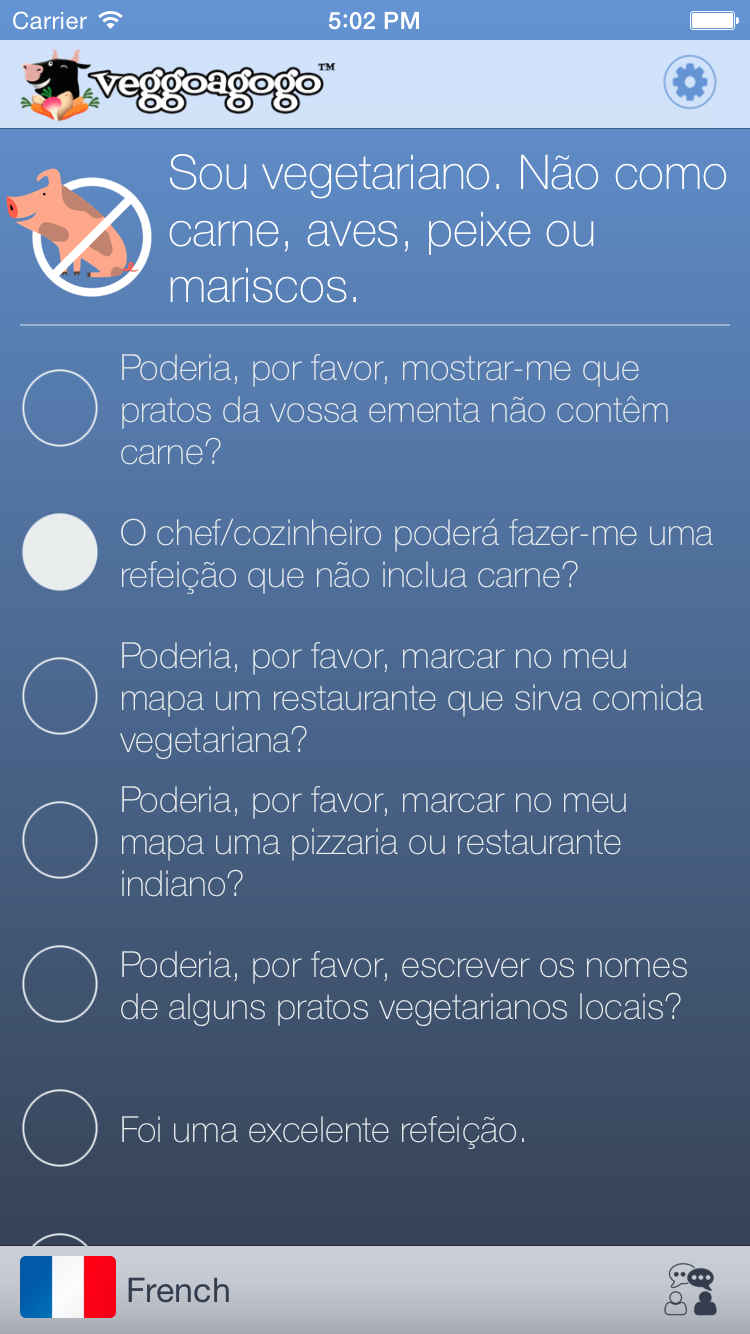 Carrier
5:02 PM
veggoagogo™
Sou vegetariano. Não como
carne, aves, peixe ou
mariscos.
Poderia, por favor, mostrar-me que
pratos da vossa ementa não contêm
carne?
O chef/cozinheiro poderá fazer-me uma
refeição que não inclua carne?
Poderia, por favor, marcar no meu
mapa um restaurante que sirva comida
vegetariana?
Poderia, por favor, marcar no meu
mapa uma pizzaria ou restaurante
indiano?
Poderia, por favor, escrever os nomes
de alguns pratos vegetarianos locais?
Foi uma excelente refeição.
French